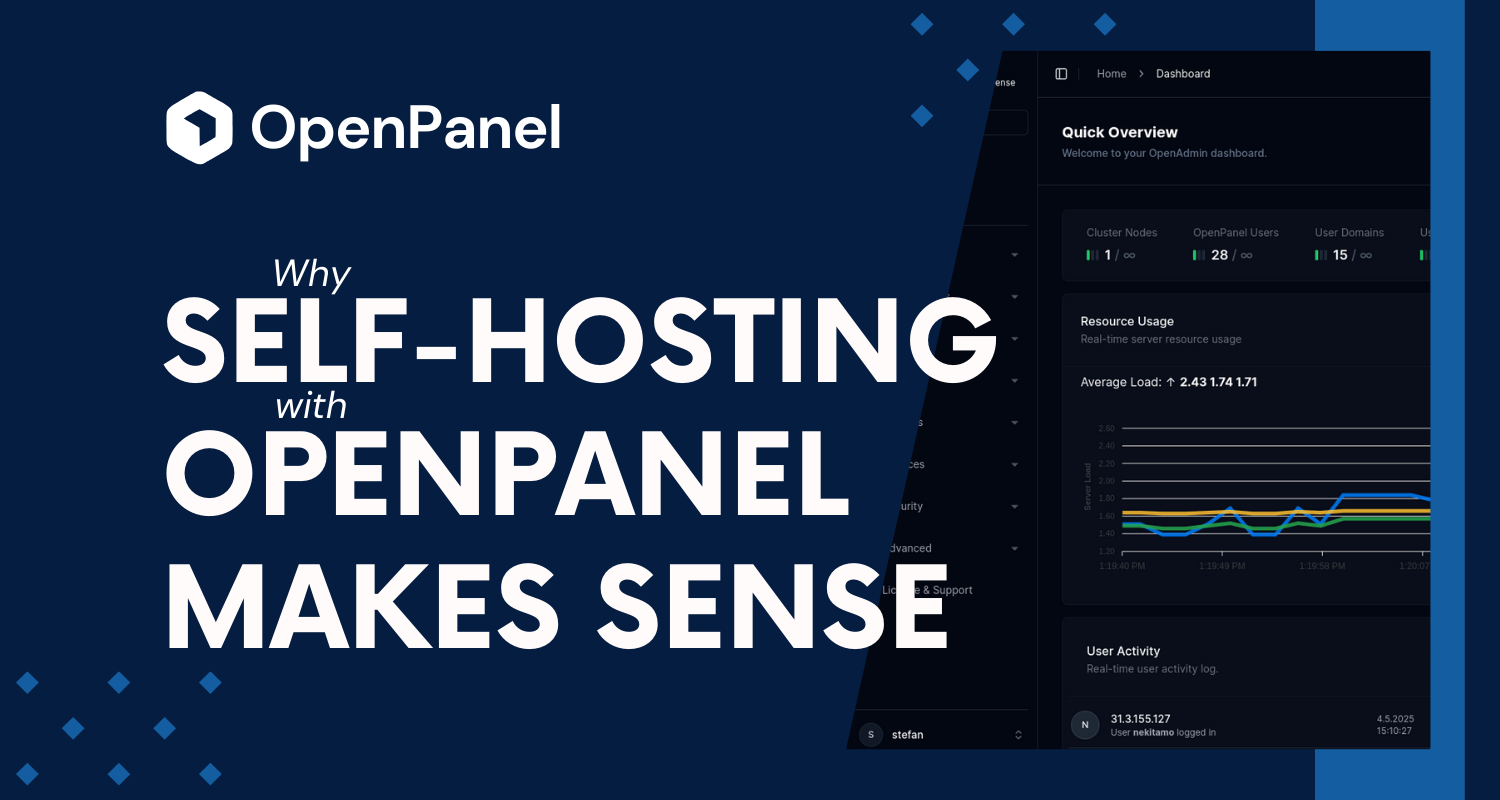 OpenPanel
Why
SELF-HOSTING
with
OPENPANEL
MAKES SENSE
ense
Home > Dashboard
Quick Overview
Welcome to your OpenAdmin dashboard.
Cluster Nodes OpenPanel Users User Domains
1 / ∞ 28 / ∞ 15 / ∞
Resource Usage
Real-time server resource usage
Average Load: ↑ 2.43 1.74 1.71
Server Load
2.60
2.40
2.20
2.00
1.80
1.60
1.40
1.20
1:19:40 PM 1:19:49 PM 1:19:58 PM 1:20:07
s
ces
urity
dvanced
& Support
User Activity
Real-time user activity log.
N
31.3.155.127
User nekitamo logged in
4.5.2025
15:10:27
S stefan